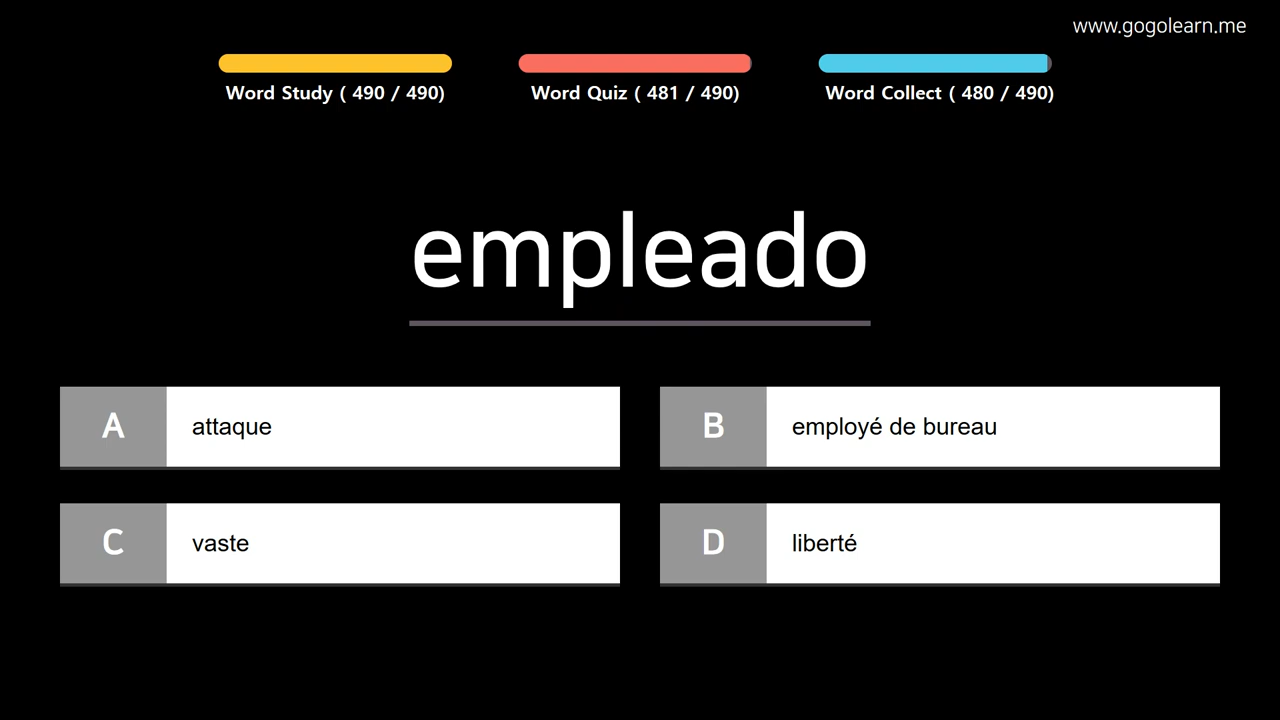 www.gogolearn.me
Word Study ( 490 / 490)
Word Quiz ( 481 / 490)
Word Collect ( 480 / 490)
empleado
A attaque
B employé de bureau
C vaste
D liberté